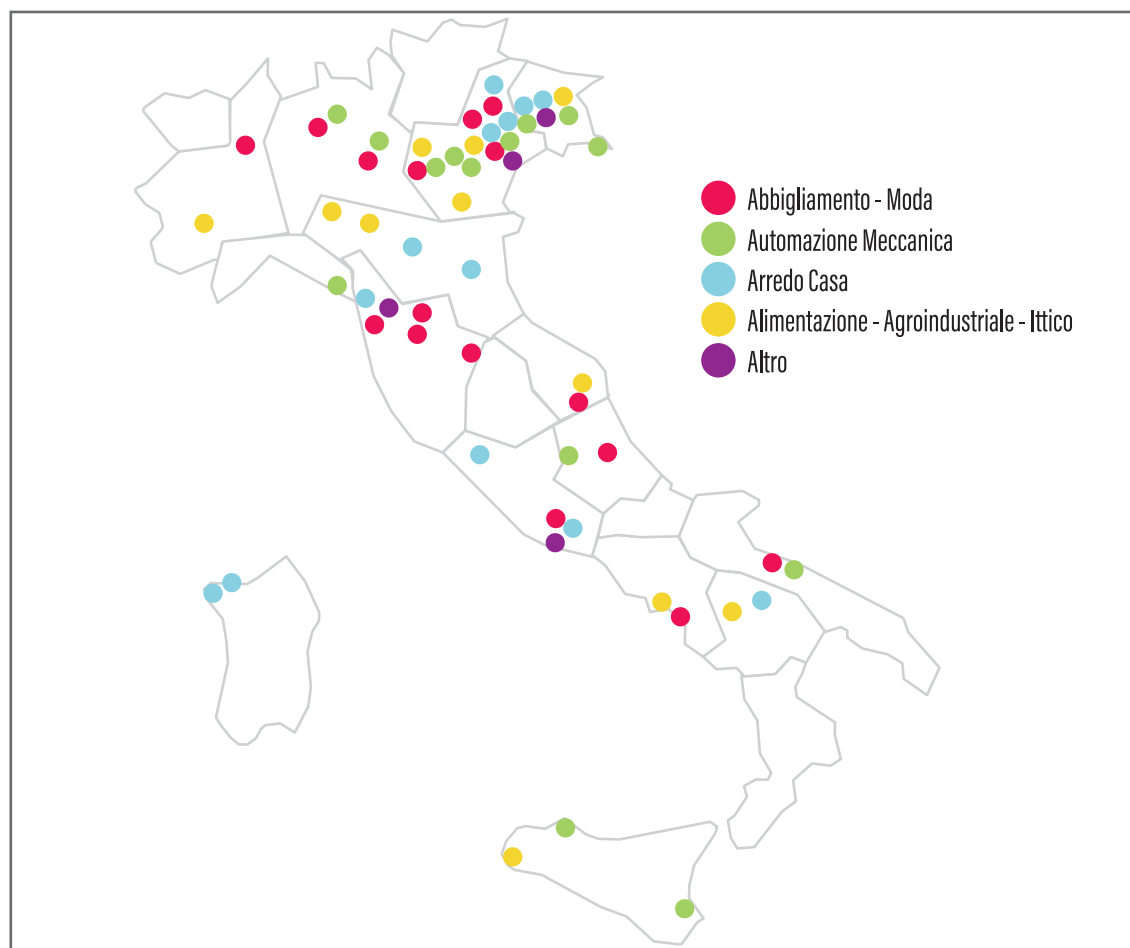 Abbigliamento - Moda
Automazione Meccanica
Arredo Casa
Alimentazione - Agroindustriale - Ittico
Altro